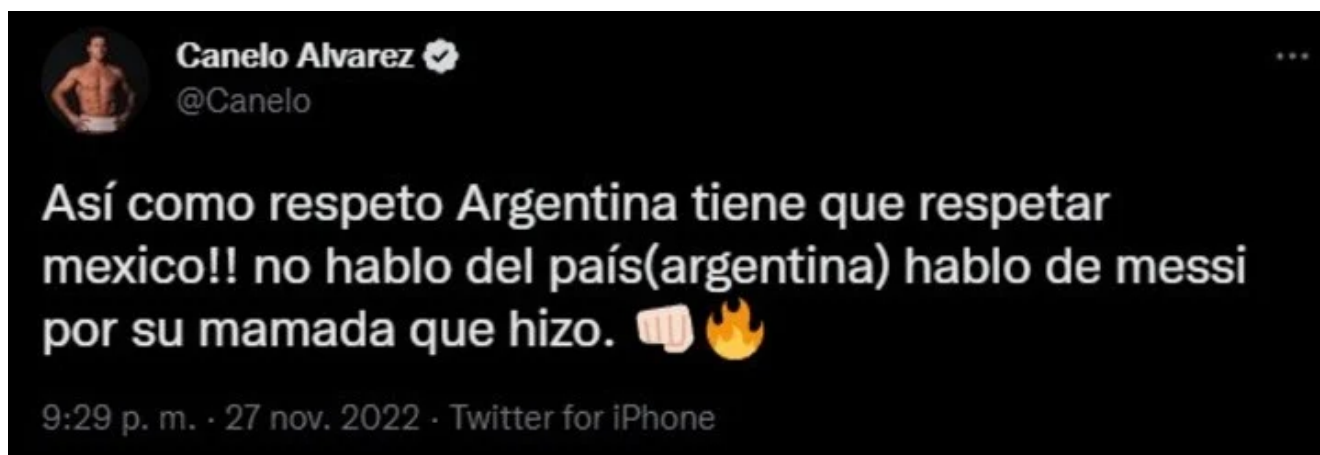 Canelo Alvarez
@Canelo
Así como respeto Argentina tiene que respetar
mexico!! no hablo del país(argentina) hablo de messi
por su mamada que hizo. 👊🏻🔥
9:29 p. m. · 27 nov. 2022 · Twitter for iPhone